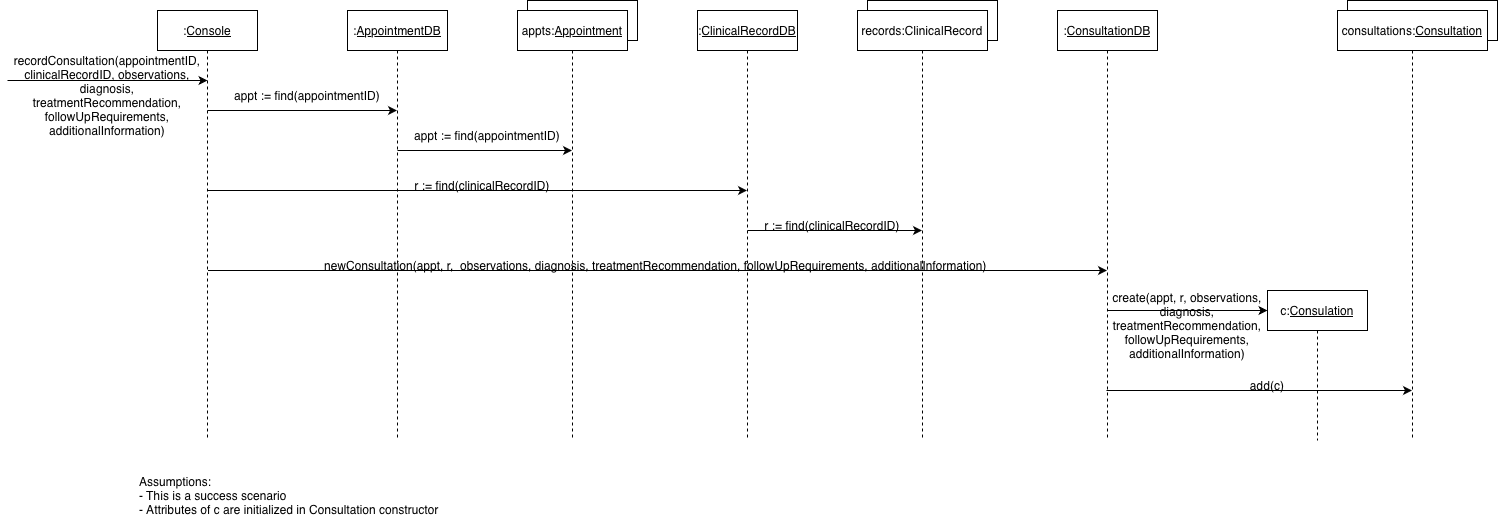 :Console
:AppointmentDB
appts:Appointment
:ClinicalRecordDB
records:ClinicalRecord
:ConsultationDB
consultations:Consultation
recordConsultation(appointmentID,
clinicalRecordID, observations,
diagnosis,
treatmentRecommendation,
followUpRequirements,
additionalInformation)
appt := find(appointmentID)
appt := find(appointmentID)
r := find(clinicalRecordID)
r := find(clinicalRecordID)
newConsultation(appt, r,  observations, diagnosis, treatmentRecommendation, followUpRequirements, additionalInformation)
create(appt, r, observations,
diagnosis,
treatmentRecommendation,
followUpRequirements,
additionalInformation)
c:Consulation
add(c)
Assumptions:
- This is a success scenario
- Attributes of c are initialized in Consultation constructor